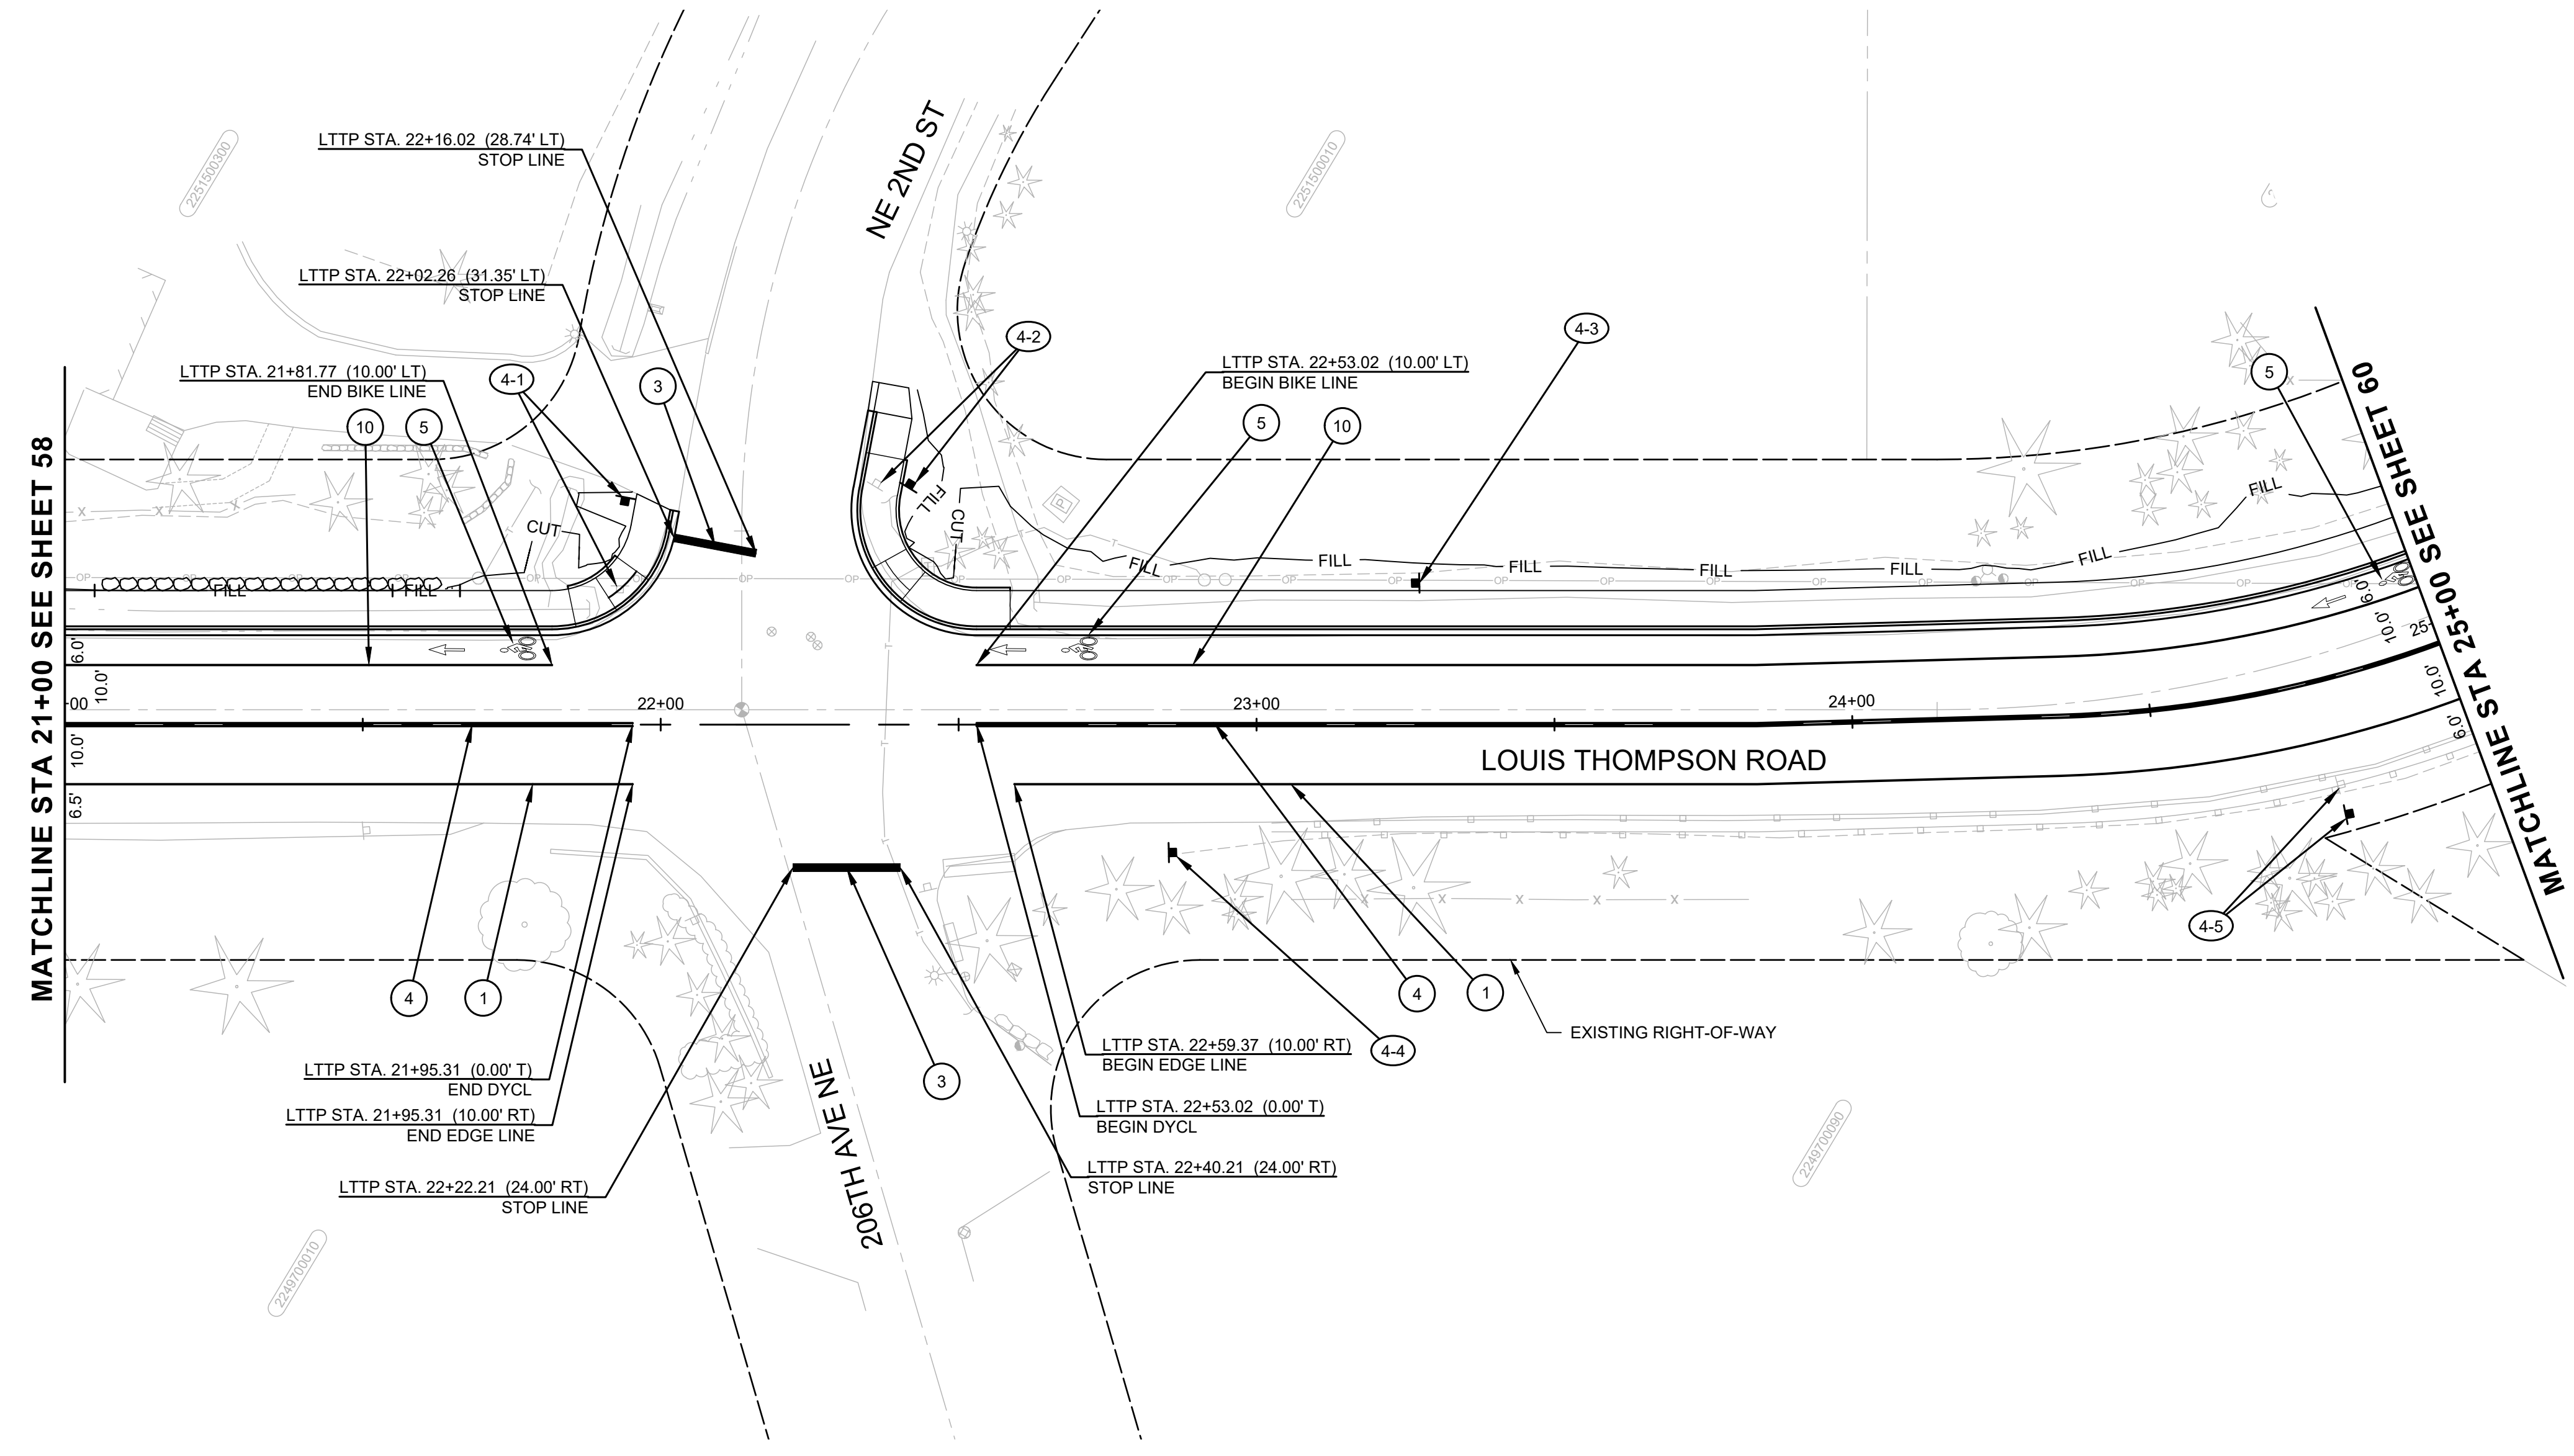 LTTP STA. 22+16.02 (28.74' LT)
STOP LINE
2251500300
NE 2ND ST
2251500010
LTTP STA. 22+02.26 (31.35' LT)
STOP LINE
4-2
4-3
LTTP STA. 21+81.77 (10.00' LT)
END BIKE LINE
4-1
3
LTTP STA. 22+53.02 (10.00' LT)
BEGIN BIKE LINE
5
10
5
5
10
P
CUT
FILL
CUT
FILL
FILL
FILL
FILL
FILL
FILL
FILL
FILL
FILL
MATCHLINE STA 21+00 SEE SHEET 58
MATCHLINE STA 25+00 SEE SHEET 60
6.0'
10.0'
10.0'
6.5'
6.0'
10.0'
10.0'
6.0'
00
22+00
23+00
24+00
25
LOUIS THOMPSON ROAD
4-5
4
1
4
1
EXISTING RIGHT-OF-WAY
LTTP STA. 21+95.31 (0.00' T)
END DYCL
LTTP STA. 21+95.31 (10.00' RT)
END EDGE LINE
LTTP STA. 22+22.21 (24.00' RT)
STOP LINE
206TH AVE NE
3
LTTP STA. 22+59.37 (10.00' RT)
BEGIN EDGE LINE
4-4
LTTP STA. 22+53.02 (0.00' T)
BEGIN DYCL
LTTP STA. 22+40.21 (24.00' RT)
STOP LINE
2249700090
2249700010